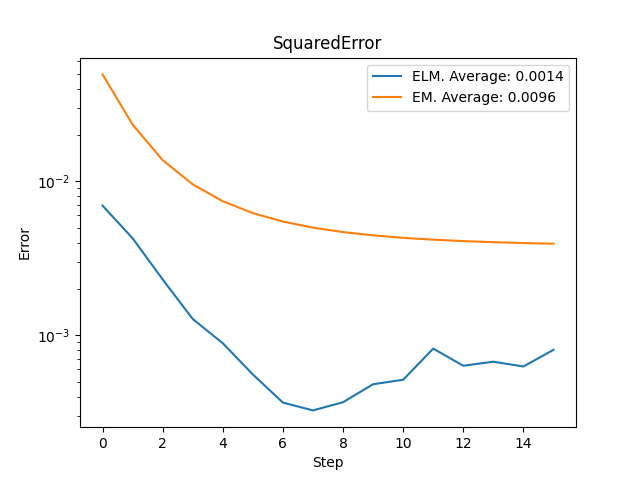 SquaredError
ELM. Average: 0.0014
EM. Average: 0.0096
10⁻²
10⁻³
Error
0 2 4 6 8 10 12 14
Step